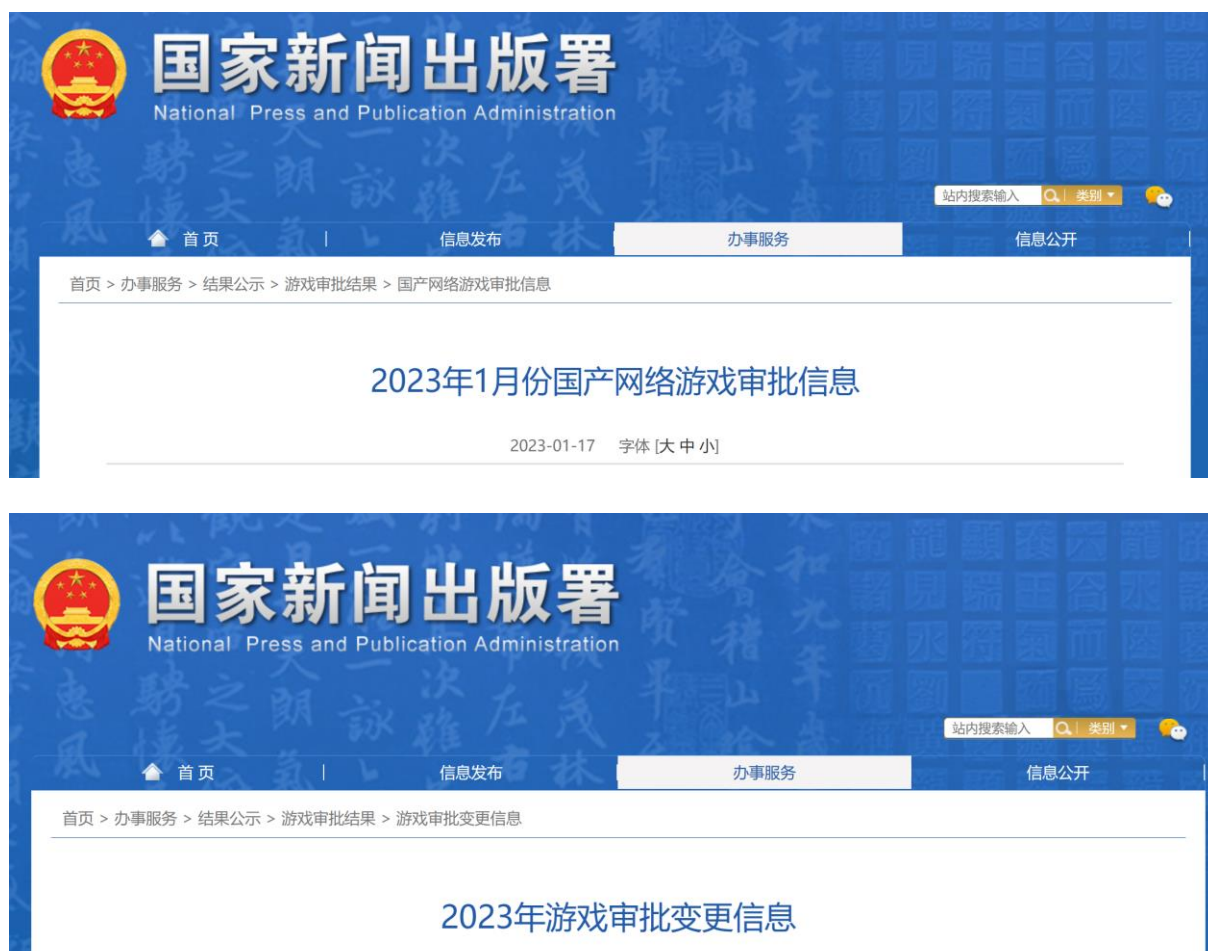 国家新闻出版署
National Press and Publication Administration
站内搜索输入 类别
首页 | 信息发布 | 办事服务 信息公开 |
首页 > 办事服务 > 结果公示 > 游戏审批结果 > 国产网络游戏审批信息
2023年1月份国产网络游戏审批信息
2023-01-17 字体 [大 中 小]
国家新闻出版署
National Press and Publication Administration
站内搜索输入 类别
首页 | 信息发布 | 办事服务 信息公开 |
首页 > 办事服务 > 结果公示 > 游戏审批结果 > 游戏审批变更信息
2023年游戏审批变更信息